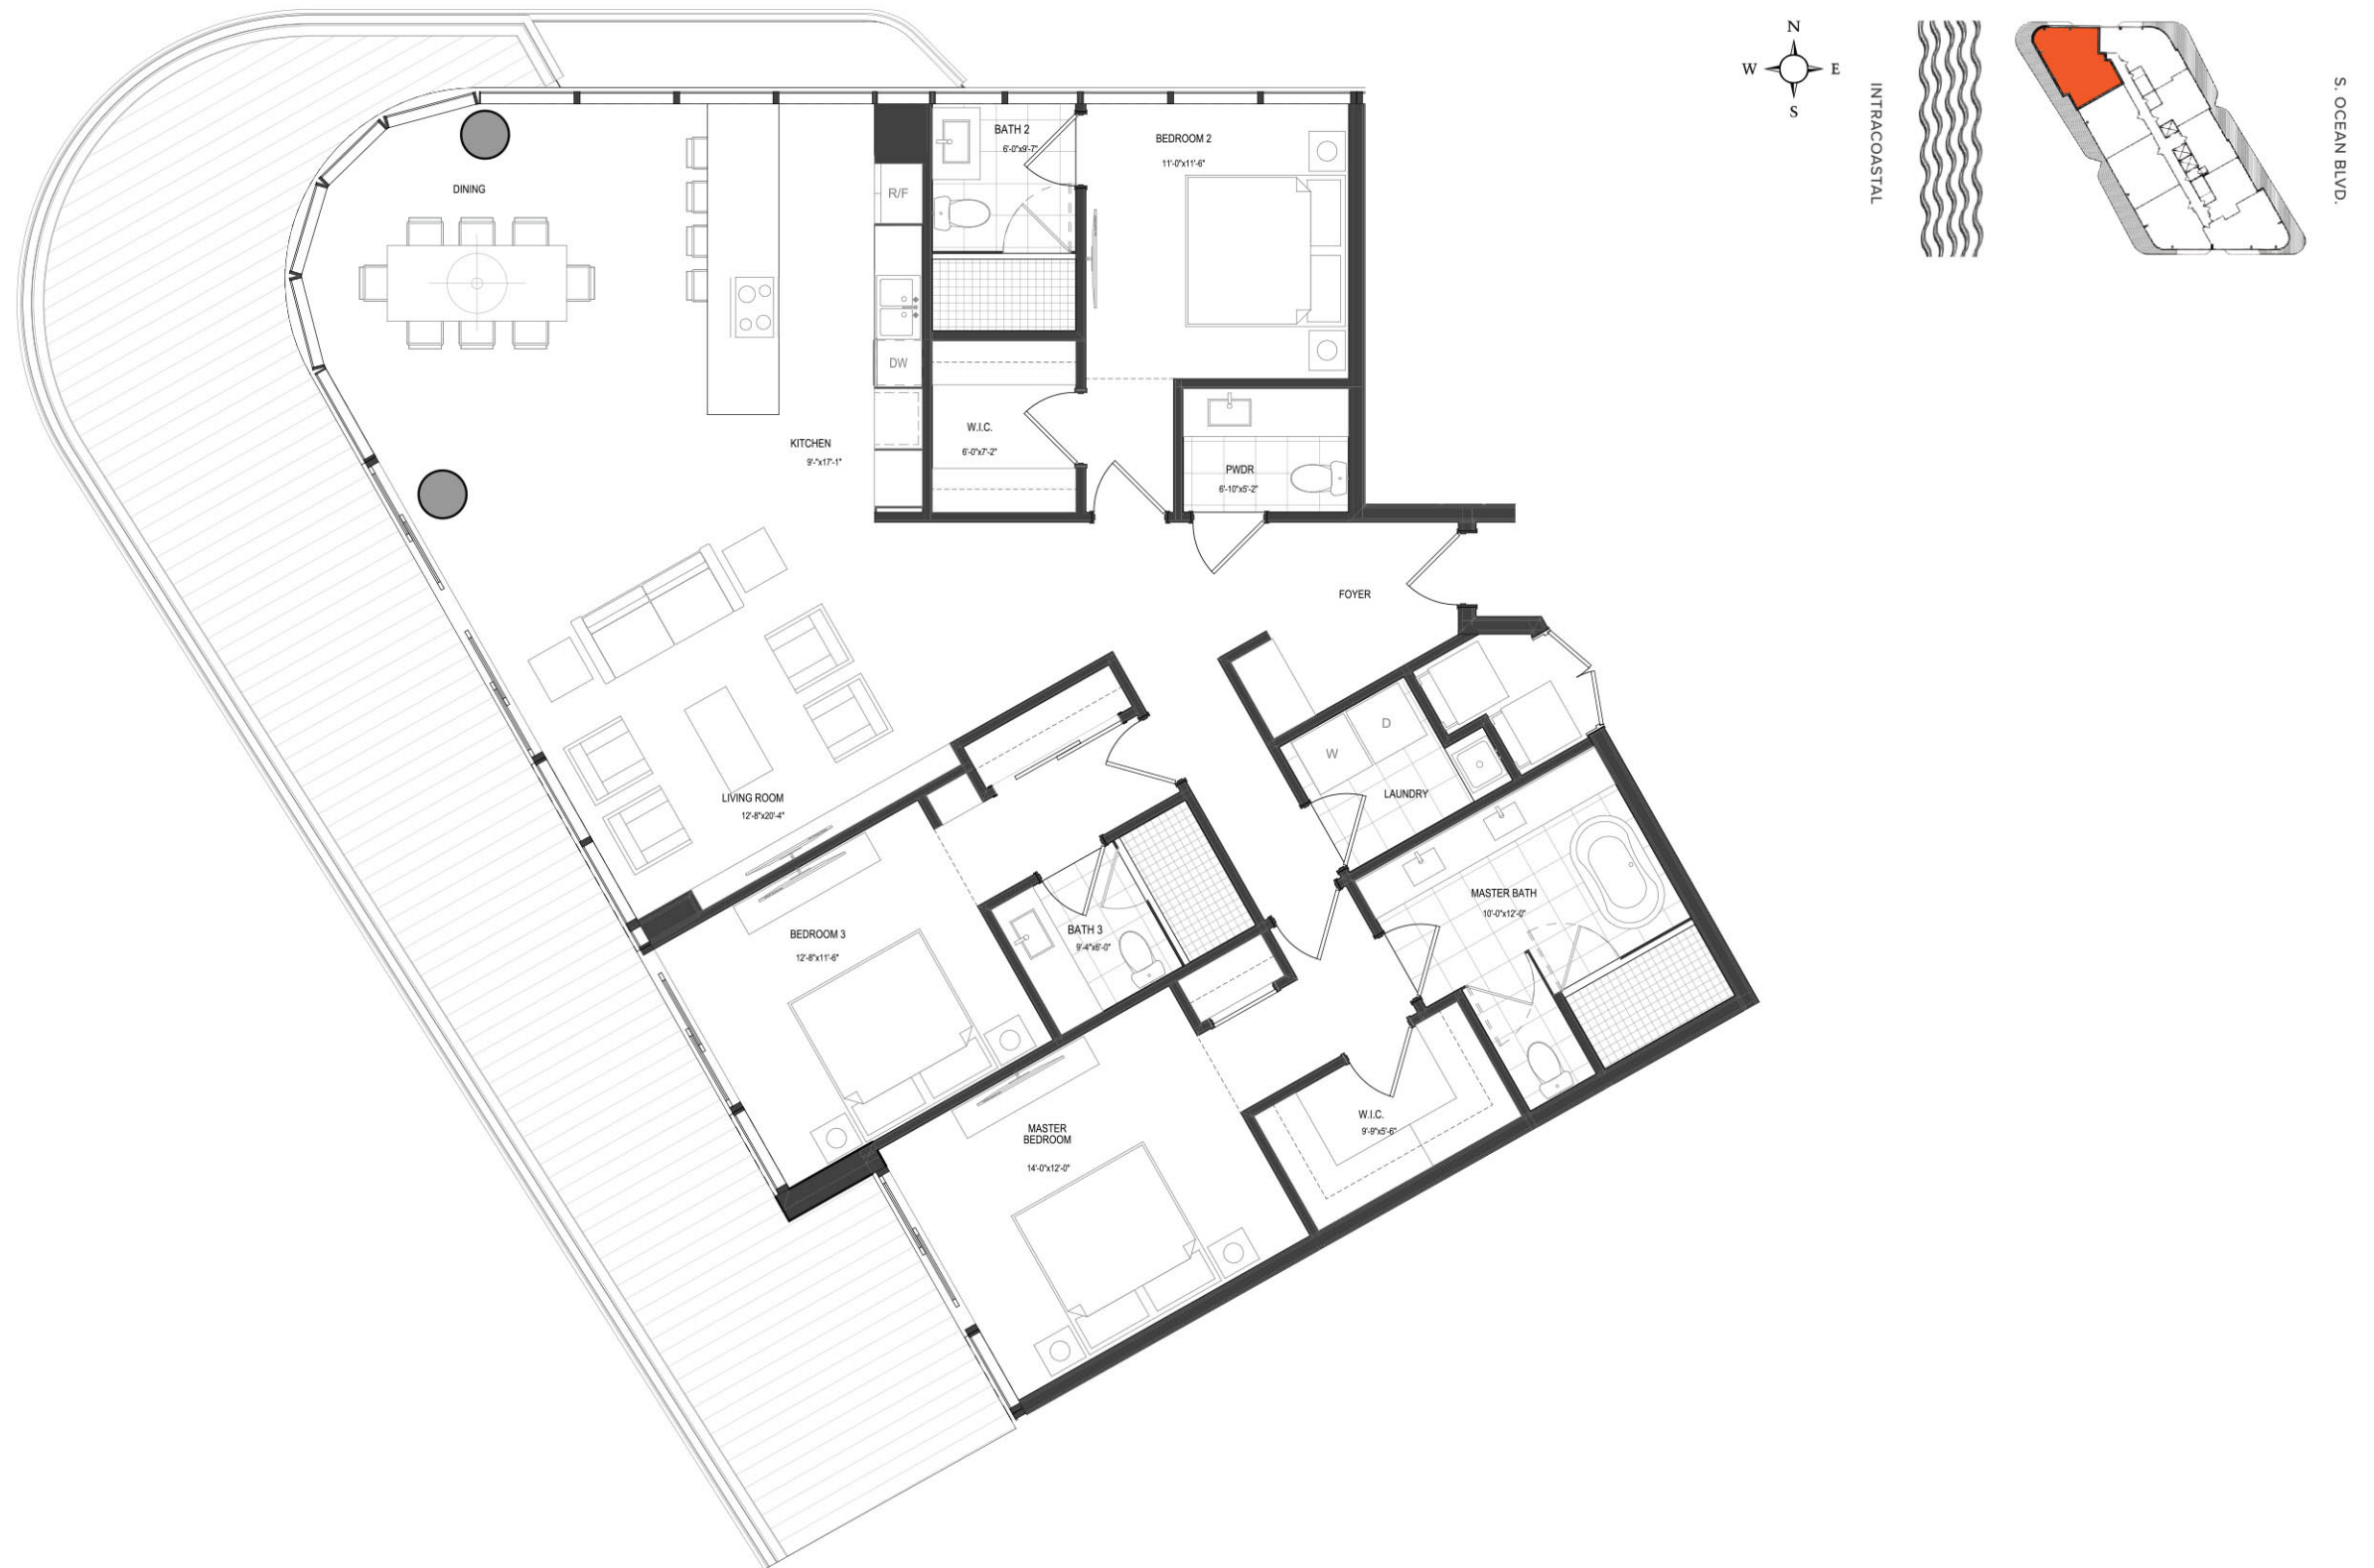 N
W
E
S
INTRACOASTAL
S. OCEAN BLVD.
BATH 2
6'-0"x9'-7"
BEDROOM 2
11'-0"x11'-6"
DINING
R/F
DW
KITCHEN
9'-"x17'-1"
W.I.C.
6'-0"x7'-2"
PWDR
6'-10"x5'-2"
FOYER
D
W
LAUNDRY
LIVING ROOM
12'-8"x20'-4"
MASTER BATH
10'-0"x12'-0"
BEDROOM 3
12'-8"x11'-6"
BATH 3
9'-4"x6'-0"
MASTER
BEDROOM
14'-0"x12'-0"
W.I.C.
9'-9"x5'-6"